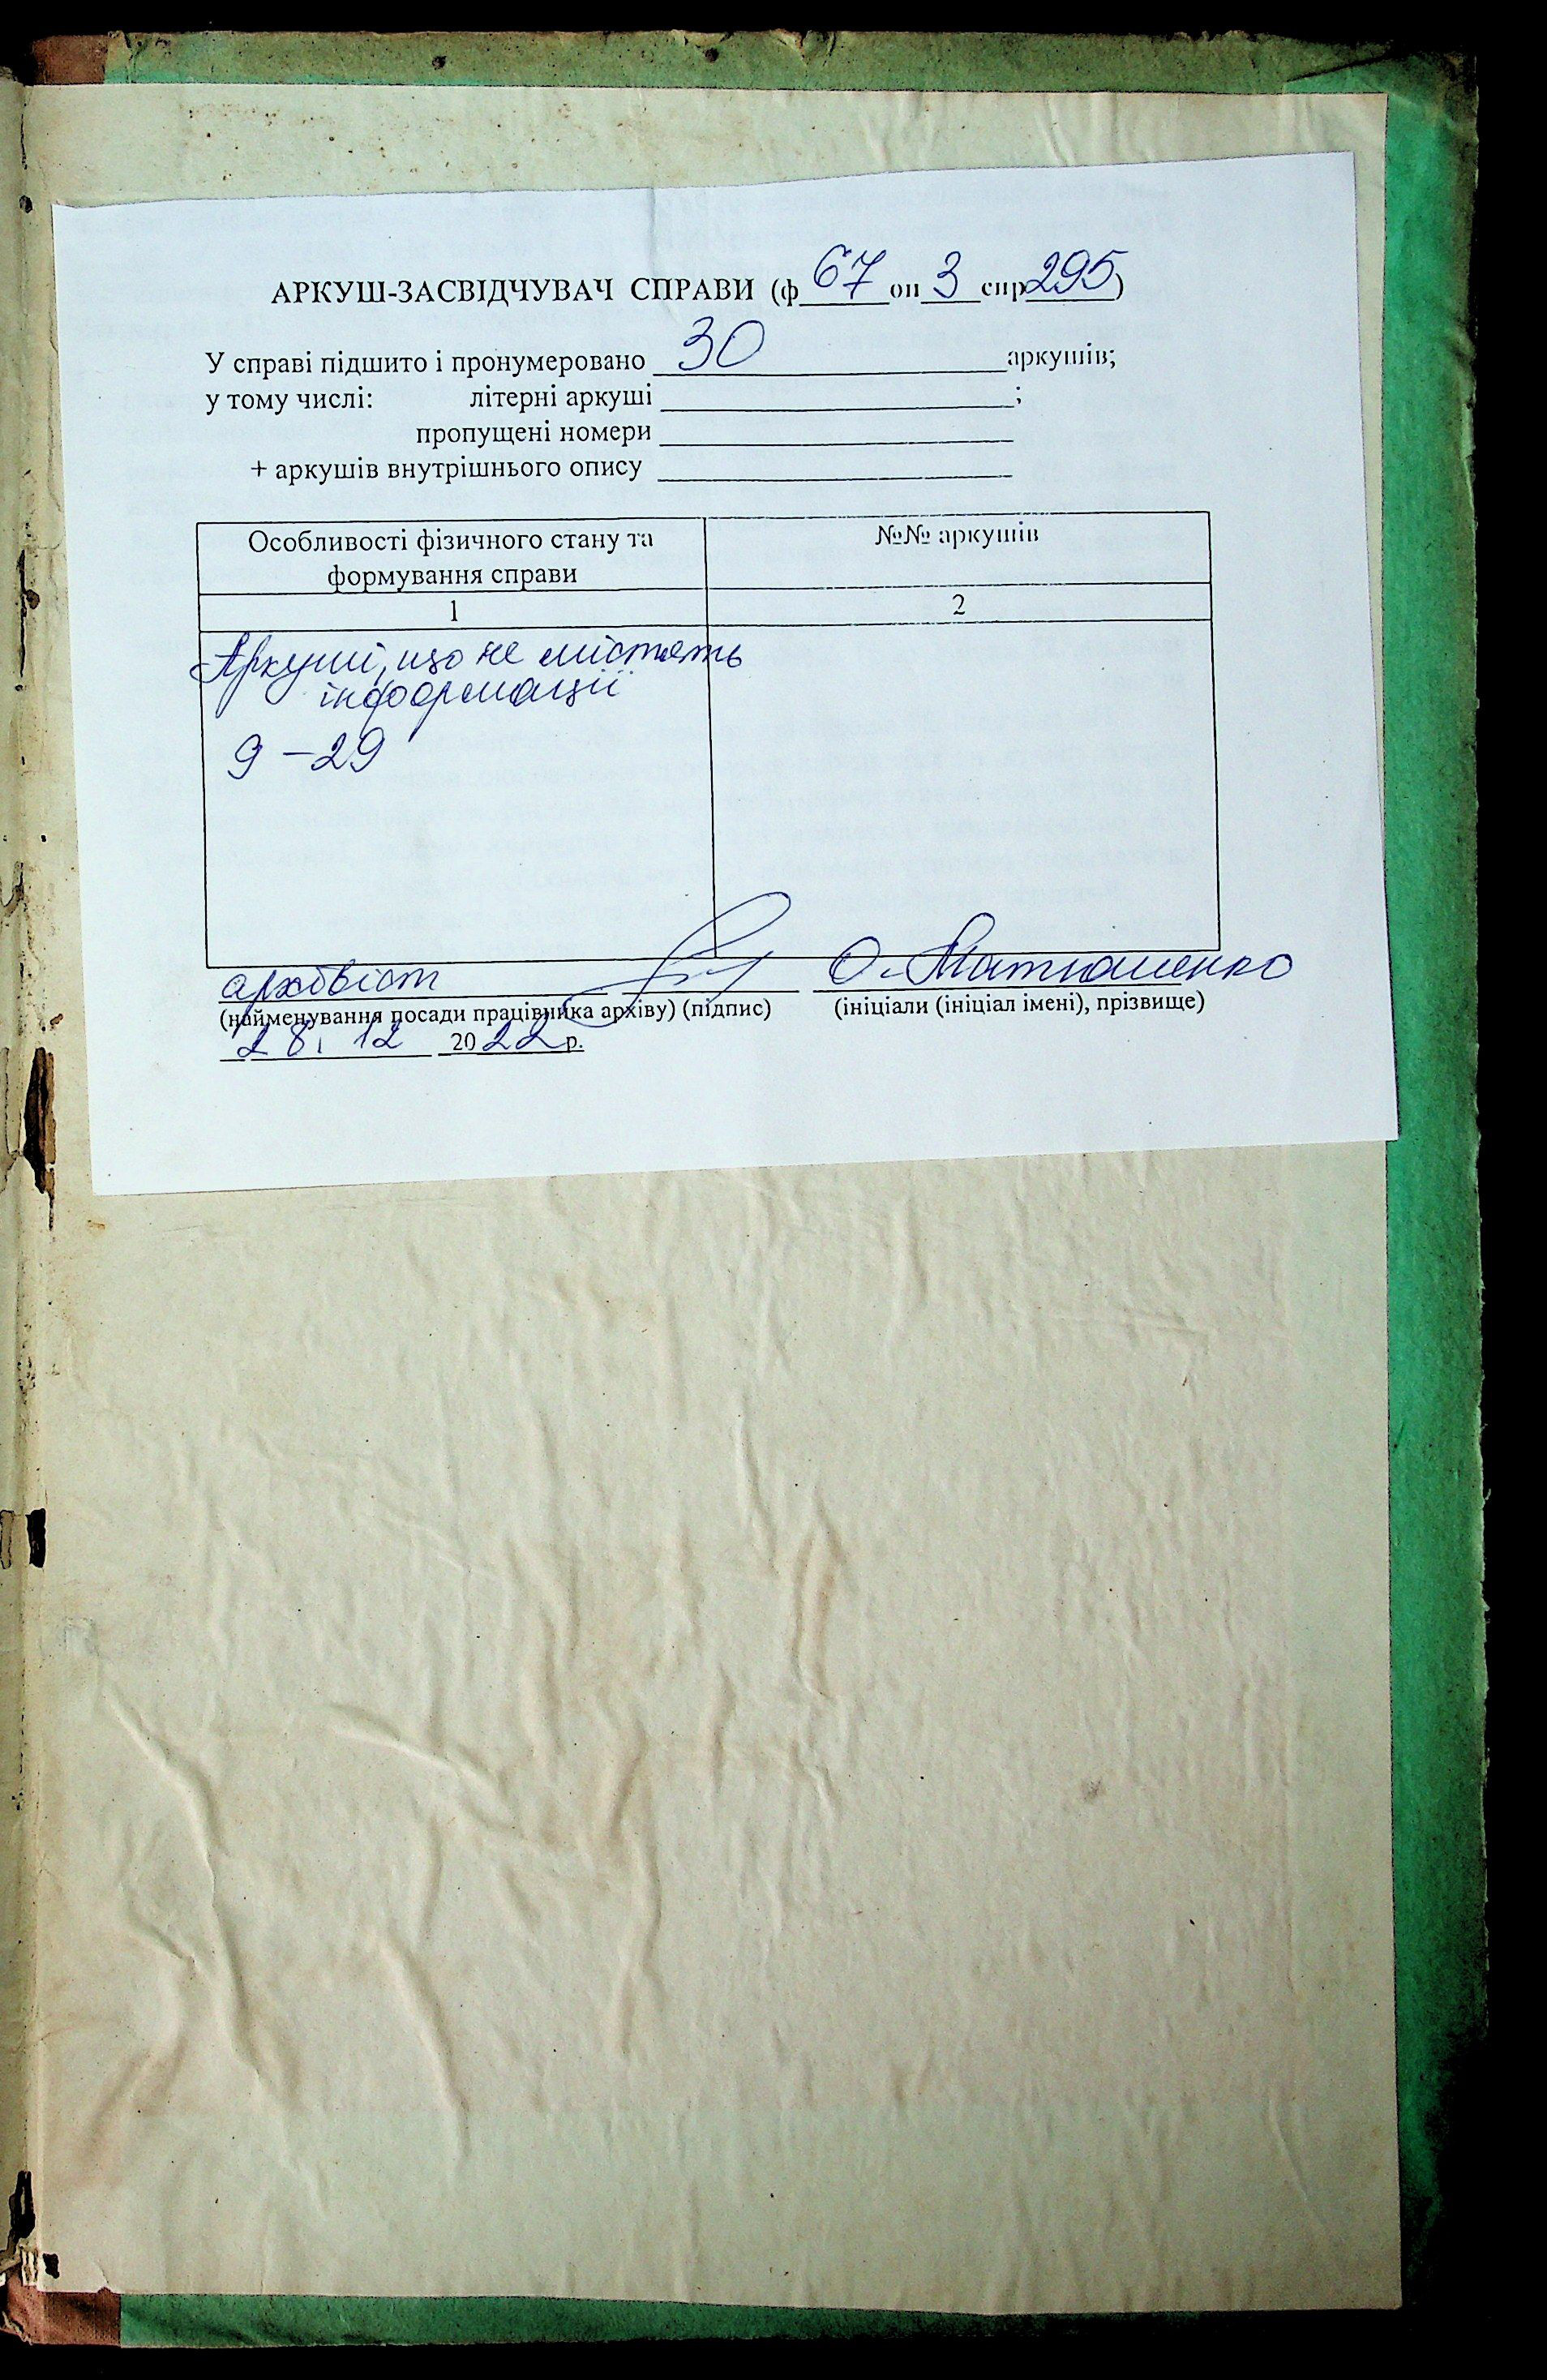 АРКУШ-ЗАСВІДЧУВАЧ СПРАВИ (ф 67 оп 3 спр 295)
У справі підшито і пронумеровано 30 аркушів;
у тому числі: літерні аркуші ;
пропущені номери
+ аркушів внутрішнього опису
Особливості фізичного стану та №№ аркушів
формування справи
1 2
Аркуші, що не містять
інформації
9 – 29
архівіст О. Матюшенко
(найменування посади працівника архіву) (підпис) (ініціали (ініціал імені), прізвище)
28. 12 2022 р.